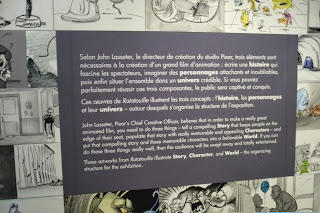 Selon John Lasseter, le directeur de création du studio Pixar, trois éléments sont
nécessaires à la création d'un grand film d'animation : écrire une histoire qui
fascine les spectateurs, imaginer des personnages attachants et inoubliables,
puis enfin situer l'ensemble dans un univers crédible. Si vous pouvez
parfaitement réussir ces trois composantes, le public sera captivé et conquis.
Ces œuvres de Ratatouille illustrent les trois concepts : l'histoire, les personnages
et leur univers – autour desquels s'organise la structure de l'exposition.
John Lasseter, Pixar's Chief Creative Officer, believes that in order to make a really great
animated film, you need to do three things – tell a compelling Story that keeps people on the
edge of their seat, populate that story with really memorable and appealing Characters – and
put that compelling story and these memorable characters into a believable World. If you can
do these three things really well, then the audience will be swept away and totally entertained.
These artworks from Ratatouille illustrate Story, Character, and World – the organizing
structure for the exhibition.